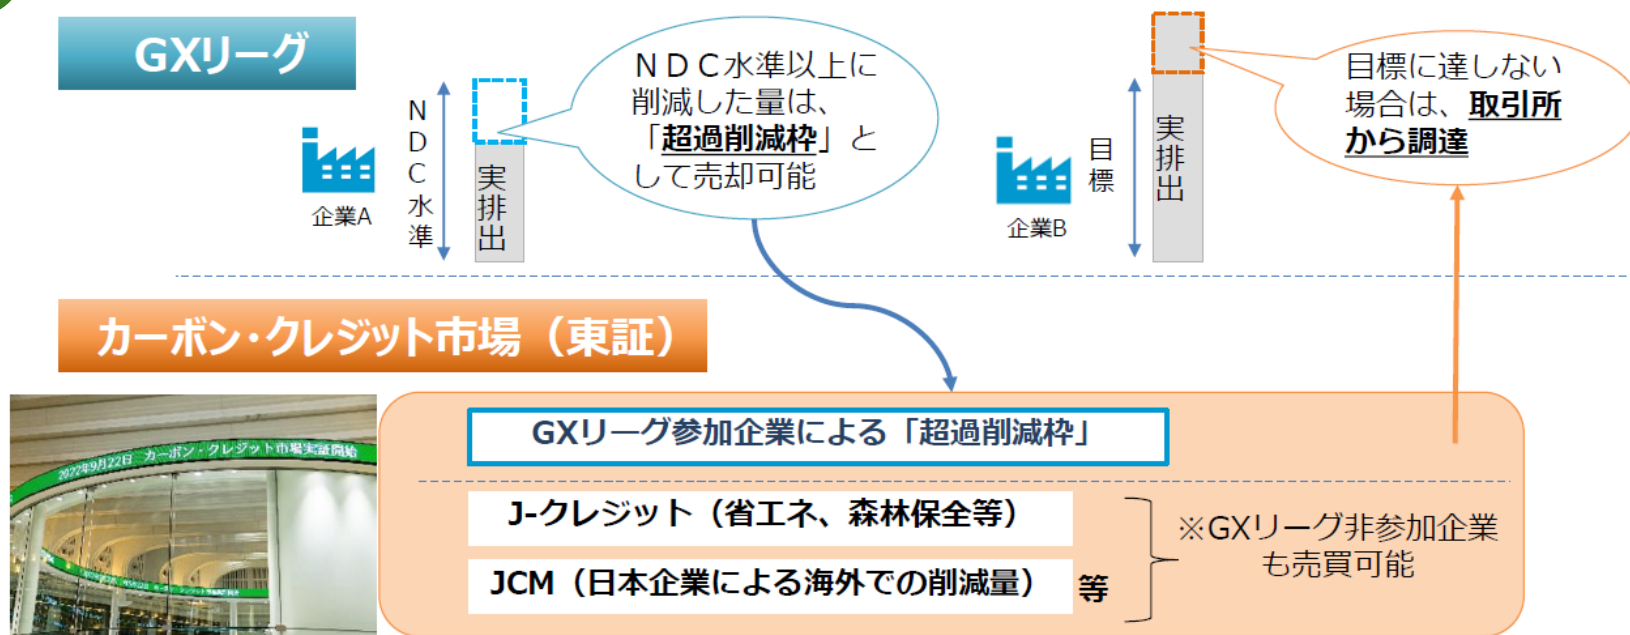 GXリーグ
NDC水準
企業A
実排出
NDC水準以上に
削減した量は、
「超過削減枠」と
して売却可能
企業B
目標
実排出
目標に達しない
場合は、取引所
から調達
カーボン・クレジット市場（東証）
2022年9月22日 カーボン・クレジット市場実証開始
GXリーグ参加企業による「超過削減枠」
J-クレジット（省エネ、森林保全等）
JCM（日本企業による海外での削減量）等
※GXリーグ非参加企業
も売買可能